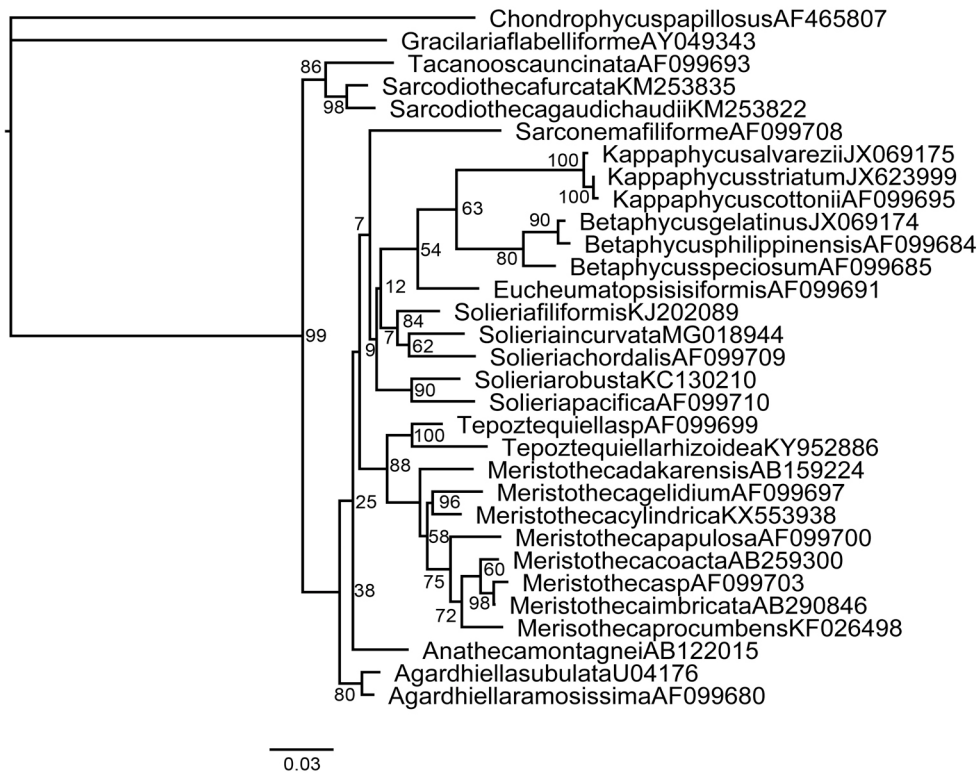 ChondrophycuspapillosusAF465807
GracilariaflabelliformeAY049343
86
TacanooscauncinataAF099693
SarcodiothecafurcataKM253835
98
SarcodiothecagaudichaudiiKM253822
SarconemafiliformeAF099708
100
KappaphycusalvareziiJX069175
KappaphycusstriatumJX623999
100
KappaphycuscottoniiAF099695
7
63
90
BetaphycusgelatinusJX069174
BetaphycusphilippinensisAF099684
54
80
BetaphycusspeciosumAF099685
12
EucheumatopsisisiformisAF099691
SolieriafiliformisKJ202089
84
99
7
SolieriaincurvataMG018944
9
62
SolieriachordalisAF099709
SolieriarobustaKC130210
90
SolieriapacificaAF099710
TepoztequiellaspAF099699
100
TepoztequiellarhizoideaKY952886
88
MeristothecadakarensisAB159224
MeristothecagelidiumAF099697
25
96
MeristothecacylindricaKX553938
58
MeristothecapapulosaAF099700
MeristothecacoactaAB259300
60
75
MeristothecaspAF099703
38
98
MeristothecaimbricataAB290846
72
MerisothecaprocumbensKF026498
AnathecamontagneiAB122015
AgardhiellasubulataU04176
80
AgardhiellaramosissimaAF099680
0.03